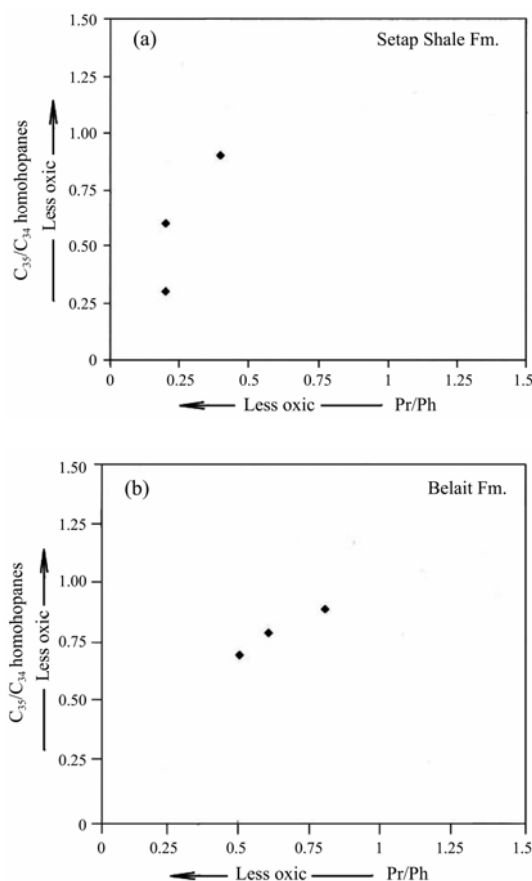 (a) Setap Shale Fm.
1.50
1.25
1.00
0.75
0.50
0.25
0
C₃₅/C₃₄ homohopanes
Less oxic
0 0.25 0.5 0.75 1 1.25 1.5
Less oxic Pr/Ph
(b) Belait Fm.
1.50
1.25
1.00
0.75
0.50
0.25
0
C₃₅/C₃₄ homohopanes
Less oxic
0 0.25 0.5 0.75 1 1.25 1.5
Less oxic Pr/Ph